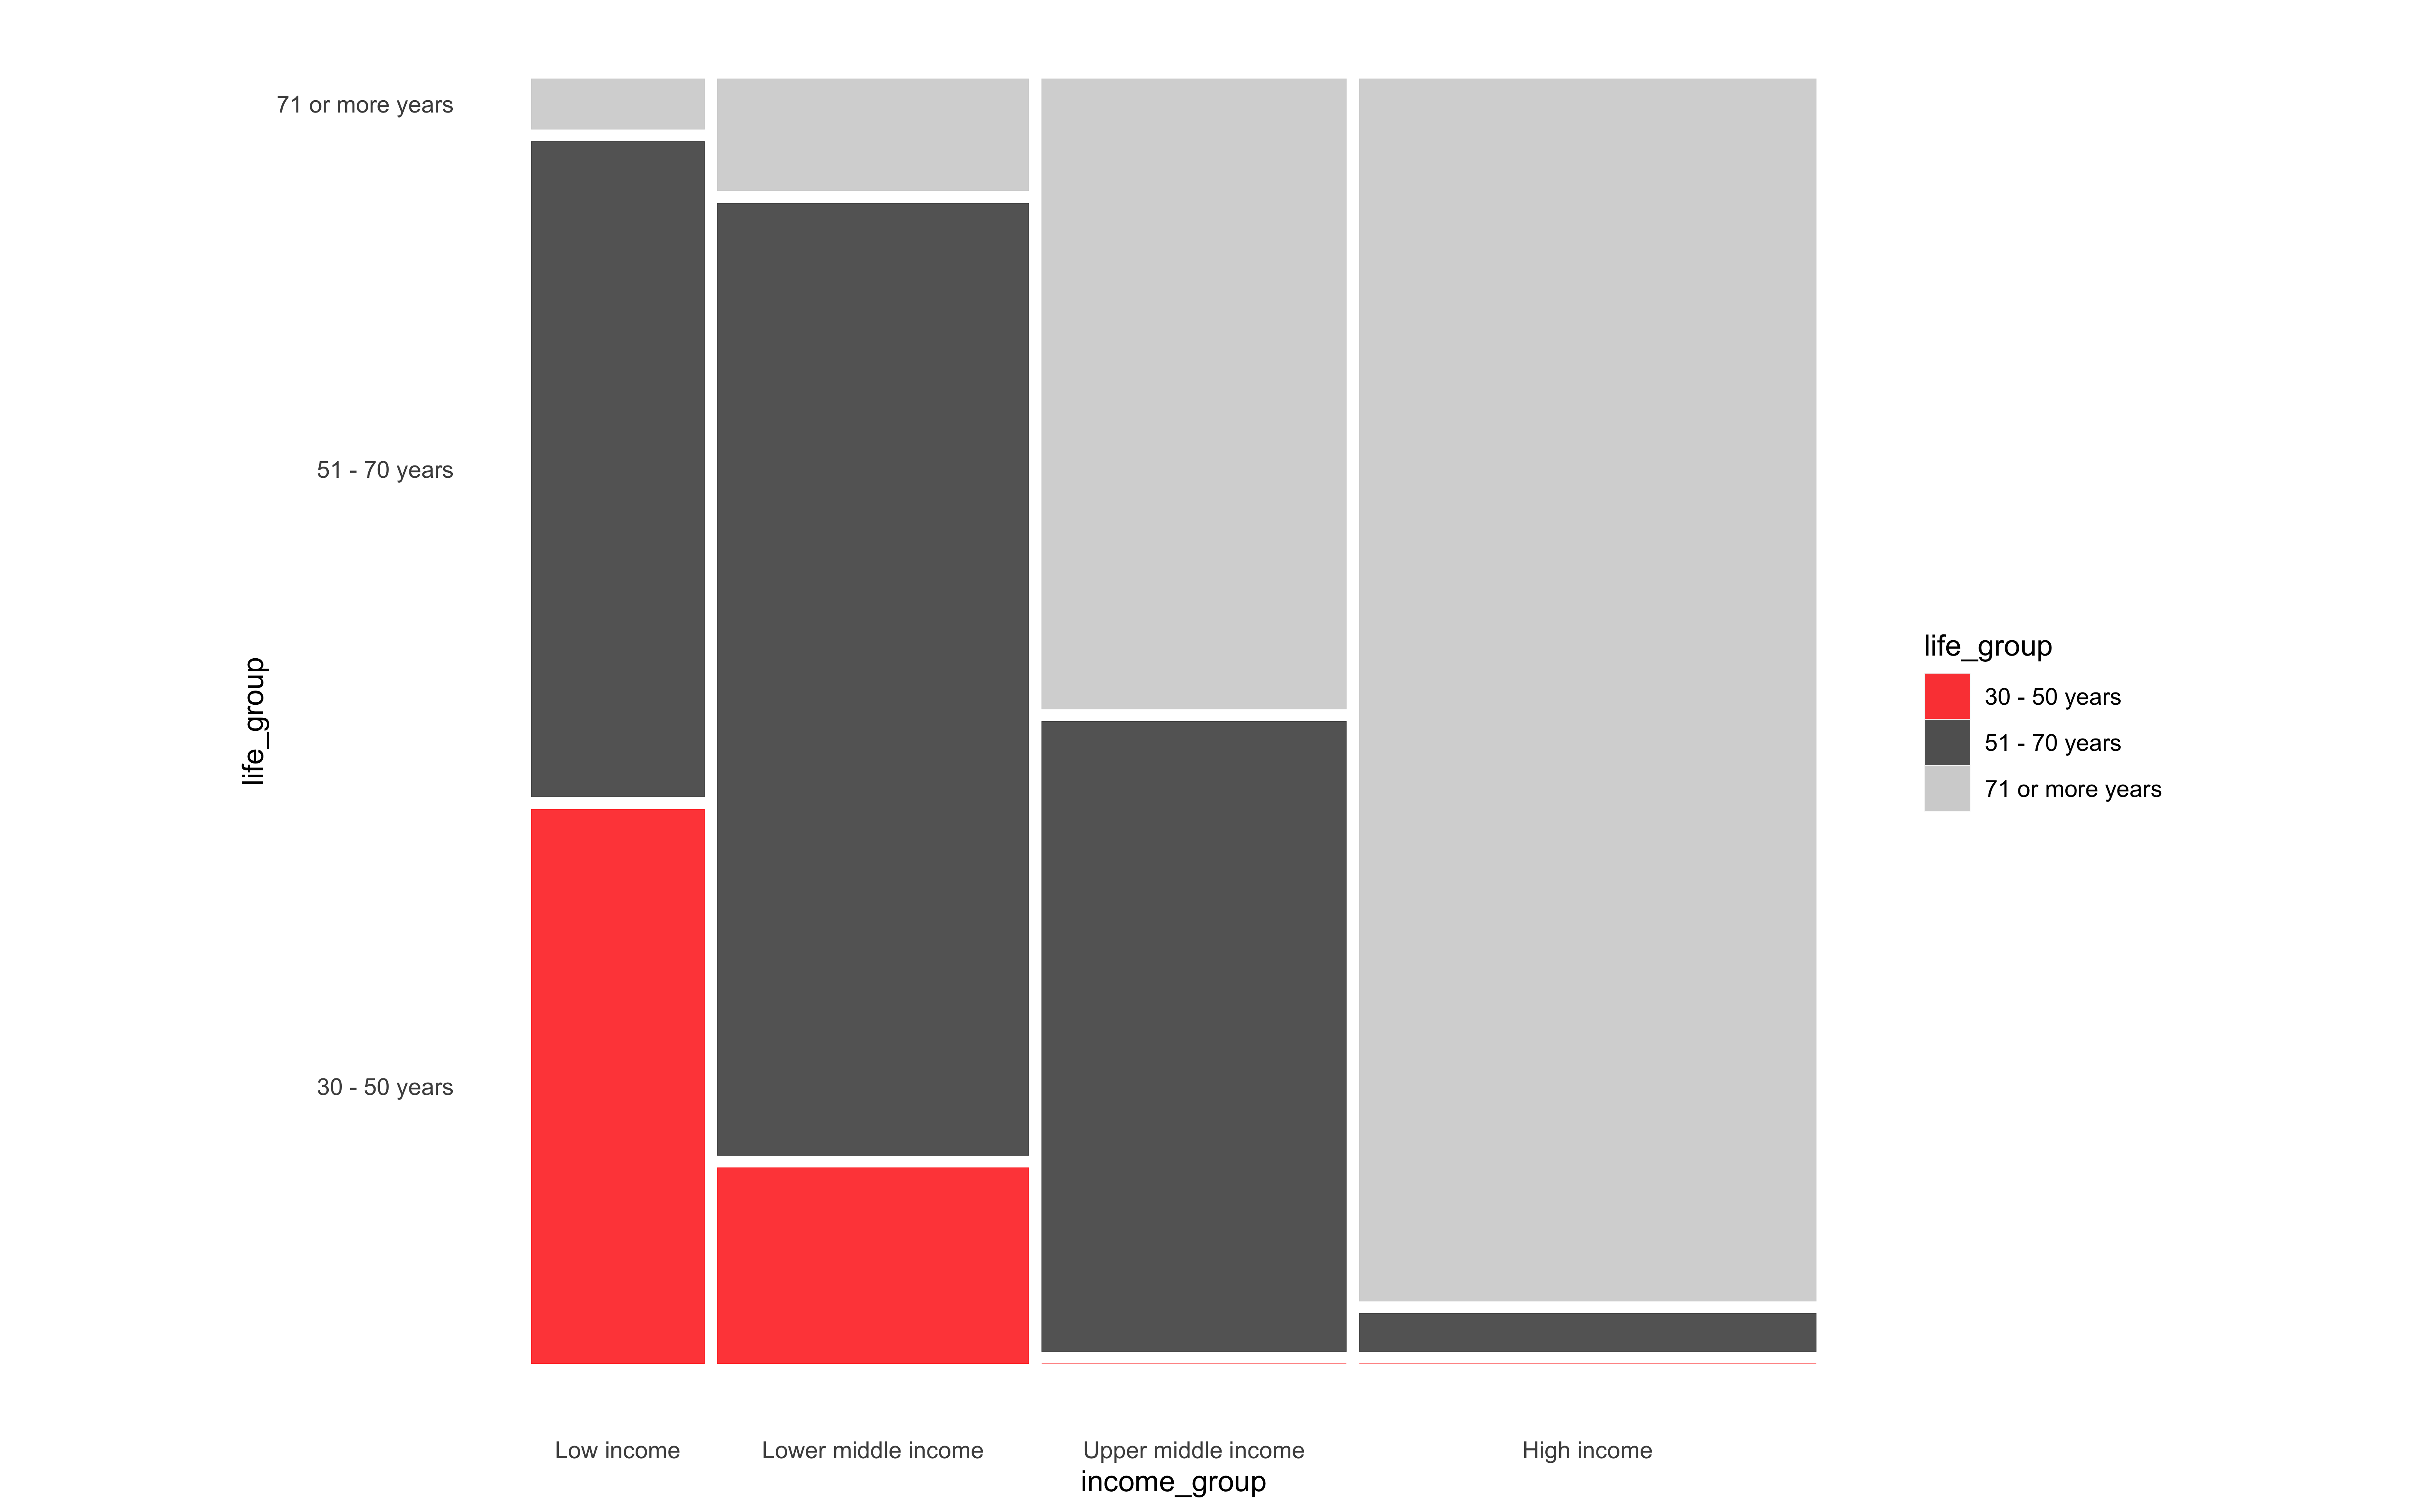 71 or more years
51 - 70 years
30 - 50 years
life_group
life_group
30 - 50 years
51 - 70 years
71 or more years
Low income
Lower middle income
Upper middle income
High income
income_group